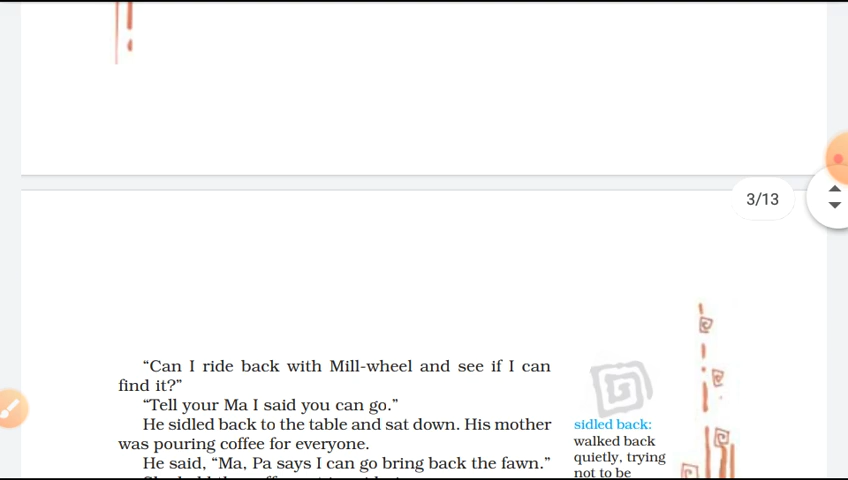 3/13
“Can I ride back with Mill-wheel and see if I can
find it?”
“Tell your Ma I said you can go.”
He sidled back to the table and sat down. His mother
was pouring coffee for everyone.
He said, “Ma, Pa says I can go bring back the fawn.”
sidled back:
walked back
quietly, trying
not to be